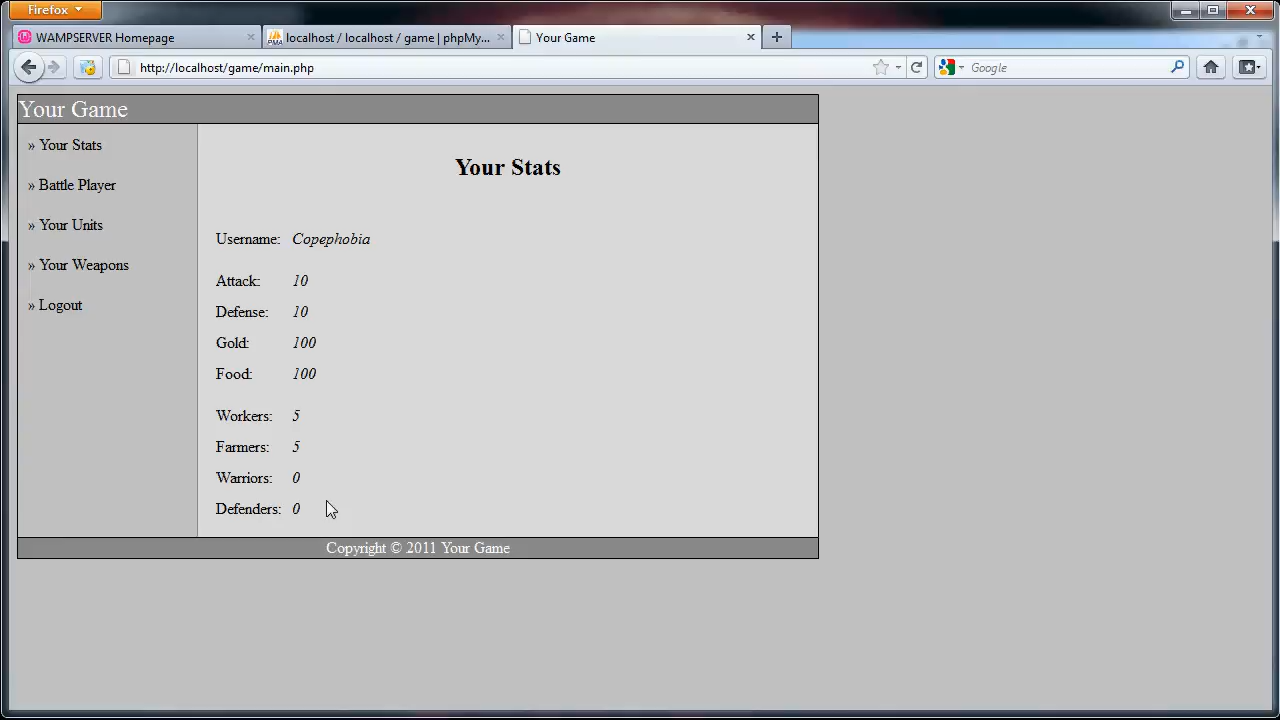 Firefox
WAMPSERVER Homepage
localhost / localhost / game | phpMy...
Your Game
http://localhost/game/main.php
Google
Your Game
» Your Stats
» Battle Player
» Your Units
» Your Weapons
» Logout
Your Stats
Username: Copephobia
Attack: 10
Defense: 10
Gold: 100
Food: 100
Workers: 5
Farmers: 5
Warriors: 0
Defenders: 0
Copyright © 2011 Your Game